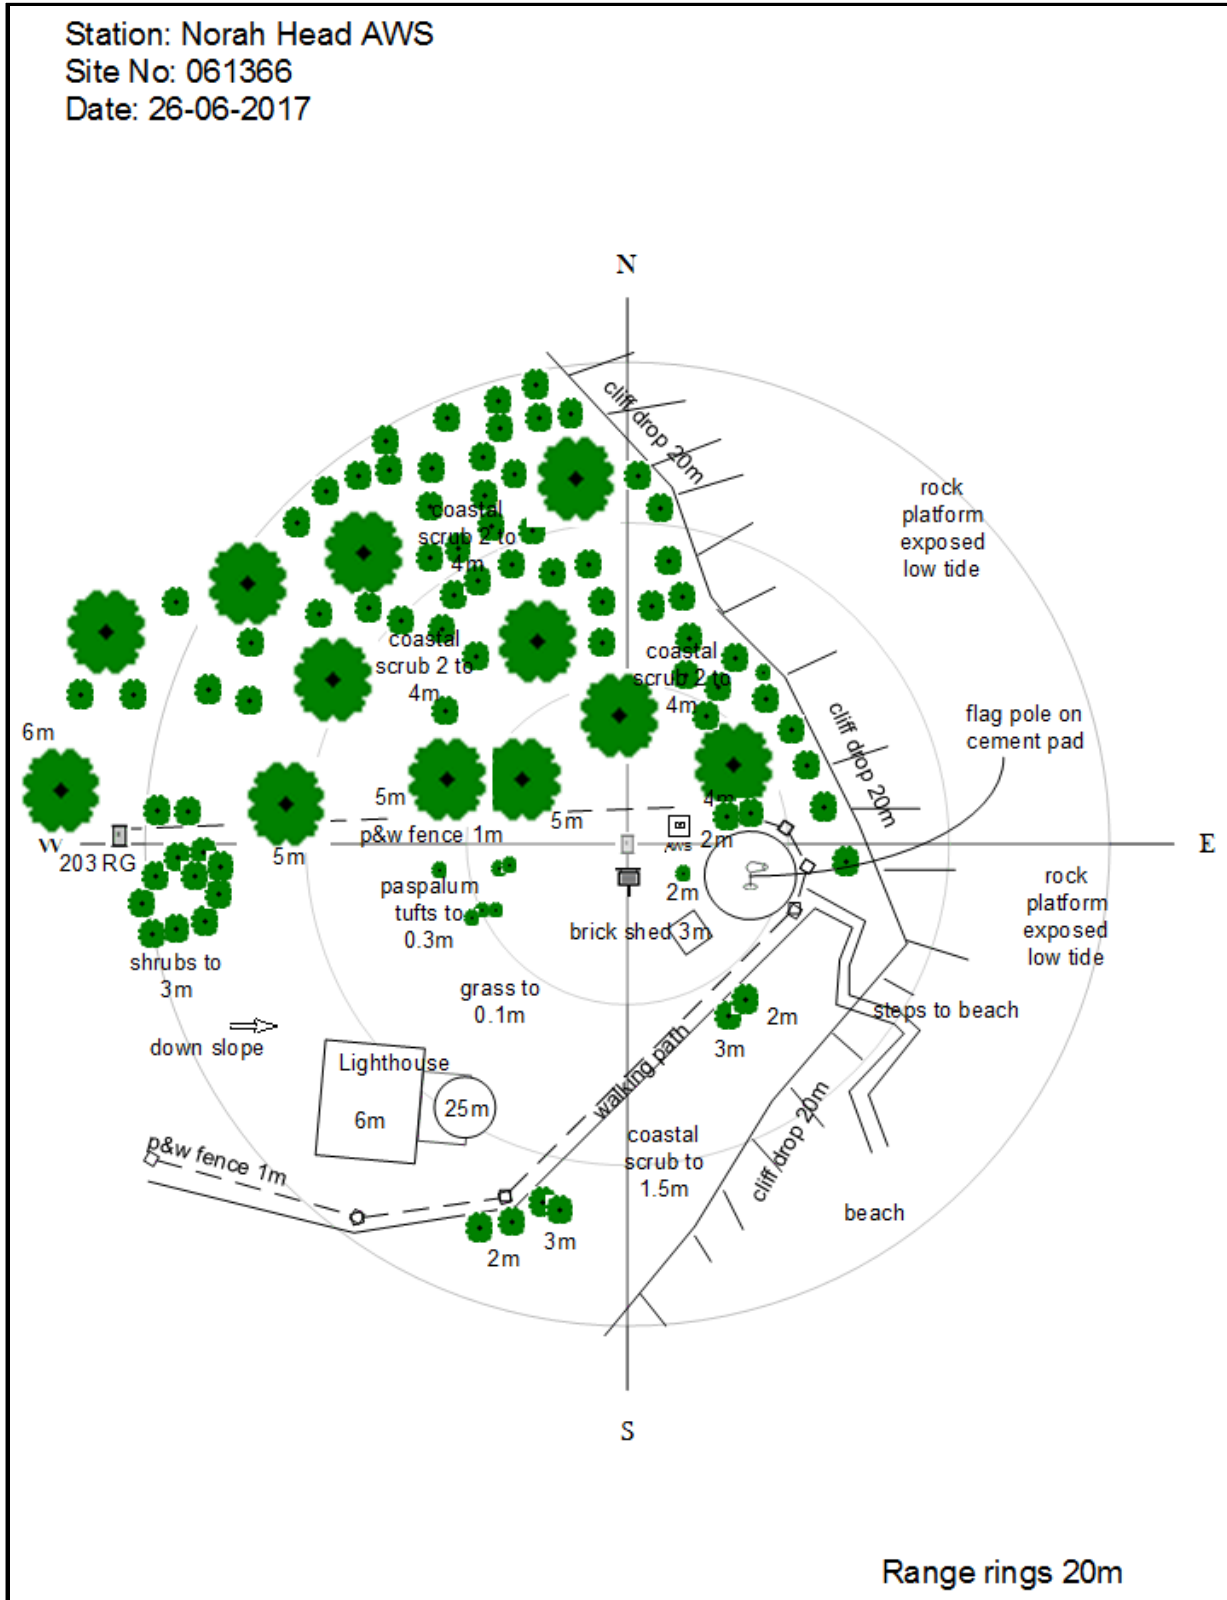 Station: Norah Head AWS
Site No: 061366
Date: 26-06-2017
N
cliff drop 20m
rock
platform
exposed
low tide
coastal
scrub 2 to
4m
coastal
scrub 2 to
4m
coastal
scrub 2 to
4m
flag pole on
cement pad
cliff drop 20m
6m
5m
5m
4m
p&w fence 1m
2m
W
E
203 RG
5m
AWS
2m
paspalum
tufts to
0.3m
brick shed 3m
rock
platform
exposed
low tide
shrubs to
3m
grass to
0.1m
steps to beach
2m
3m
down slope
Lighthouse
6m
25m
walking path
cliff drop 20m
coastal
scrub to
1.5m
p&w fence 1m
beach
3m
2m
S
Range rings 20m